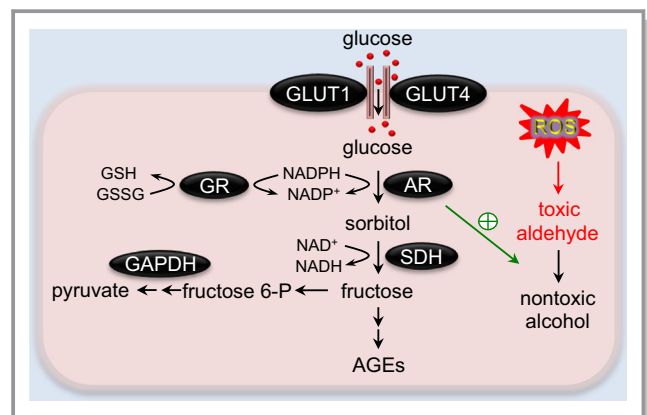 glucose
GLUT1
GLUT4
glucose
ROS
GSH
GSSG
GR
NADPH
NADP⁺
AR
sorbitol
toxic
aldehyde
NAD⁺
NADH
SDH
GAPDH
pyruvate
fructose 6-P
fructose
nontoxic
alcohol
AGEs